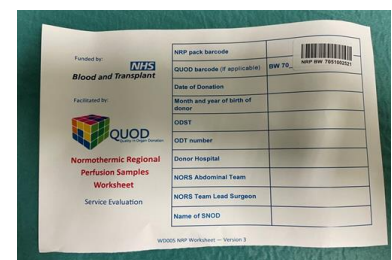 Funded by:
NHS
Blood and Transplant
Facilitated by:
QUOD
Quality in Organ Donation
Normothermic Regional
Perfusion Samples
Worksheet
Service Evaluation
NRP pack barcode
QUOD barcode (if applicable)
BW 70_
NRP BW 7051002521
Date of Donation
Month and year of birth of
donor
ODST
ODT number
Donor Hospital
NORS Abdominal Team
NORS Team Lead Surgeon
Name of SNOD
WD005 NRP Worksheet – Version 3